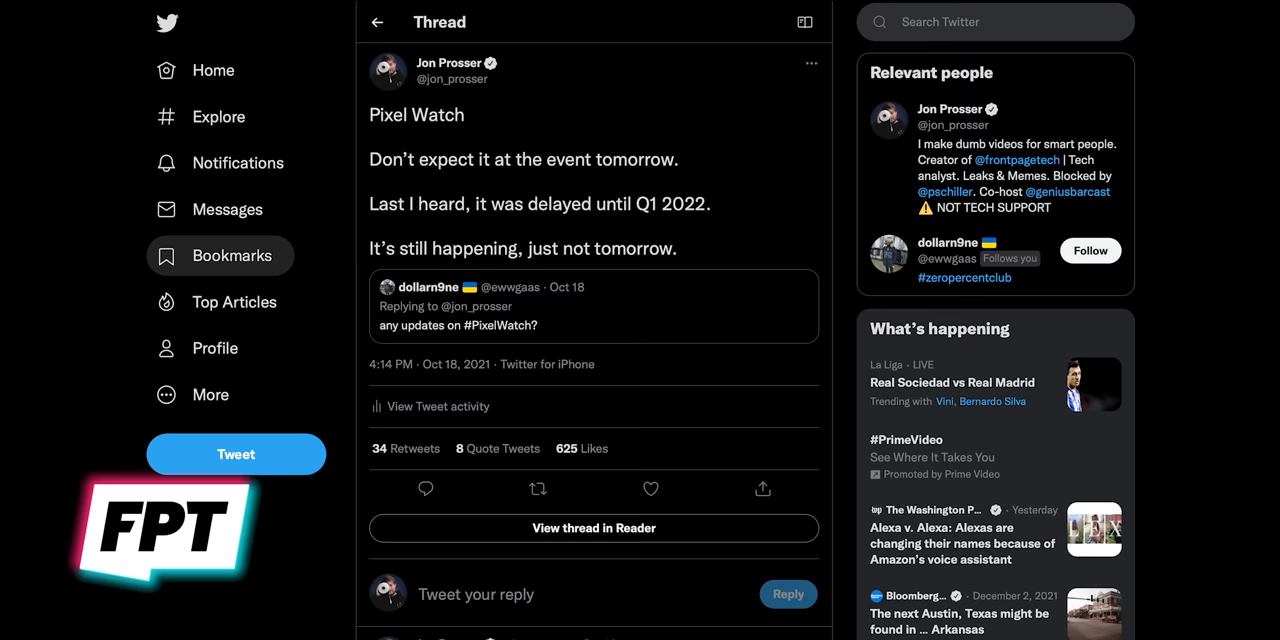 Home
Explore
Notifications
Messages
Bookmarks
Top Articles
Profile
More
Tweet
FPT
Thread
Jon Prosser
@jon_prosser
Pixel Watch
Don’t expect it at the event tomorrow.
Last I heard, it was delayed until Q1 2022.
It’s still happening, just not tomorrow.
dollarn9ne 🇺🇦 @ewwgaas · Oct 18
Replying to @jon_prosser
any updates on #PixelWatch?
4:14 PM · Oct 18, 2021 · Twitter for iPhone
View Tweet activity
34 Retweets 8 Quote Tweets 625 Likes
View thread in Reader
Tweet your reply
Reply
Search Twitter
Relevant people
Jon Prosser
@jon_prosser
I make dumb videos for smart people.
Creator of @frontpagetech | Tech
analyst. Leaks & Memes. Blocked by
@pschiller. Co-host @geniusbarcast
⚠️ NOT TECH SUPPORT
dollarn9ne 🇺🇦
@ewwgaas Follows you
Follow
#zeropercentclub
What’s happening
La Liga · LIVE
Real Sociedad vs Real Madrid
Trending with Vini, Bernardo Silva
#PrimeVideo
See Where It Takes You
Promoted by Prime Video
The Washington P... · Yesterday
Alexa v. Alexa: Alexas are
changing their names because of
Amazon’s voice assistant
Bloomberg... · December 2, 2021
The next Austin, Texas might be
found in ... Arkansas